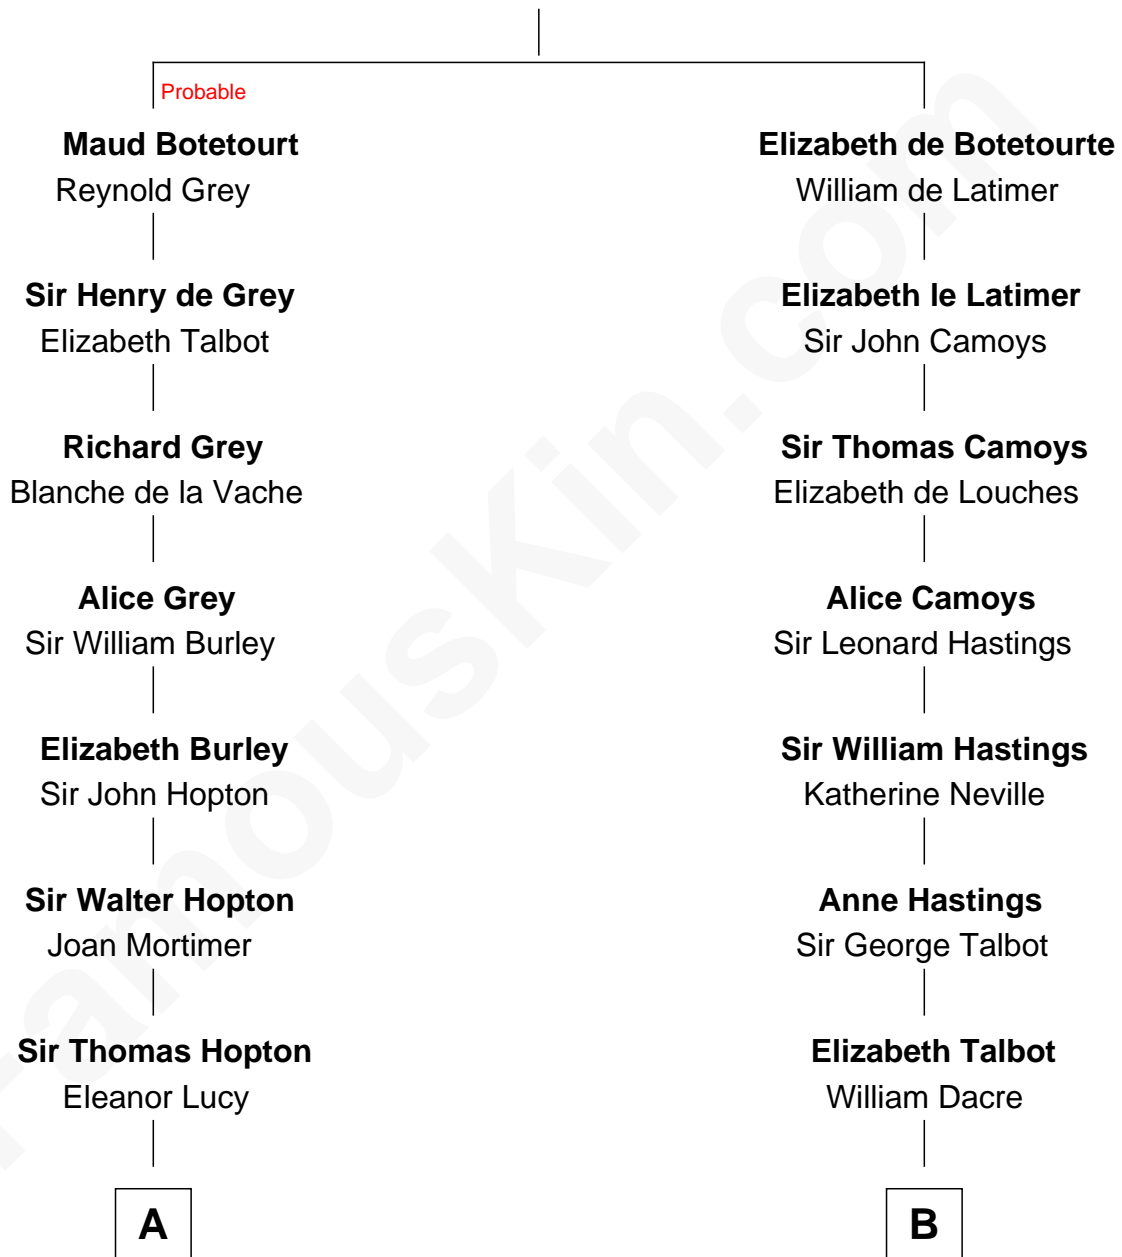 Probable
Maud Botetourt
Reynold Grey
Sir Henry de Grey
Elizabeth Talbot
Richard Grey
Blanche de la Vache
Alice Grey
Sir William Burley
Elizabeth Burley
Sir John Hopton
Sir Walter Hopton
Joan Mortimer
Sir Thomas Hopton
Eleanor Lucy
A
Elizabeth de Botetourte
William de Latimer
Elizabeth le Latimer
Sir John Camoys
Sir Thomas Camoys
Elizabeth de Louches
Alice Camoys
Sir Leonard Hastings
Sir William Hastings
Katherine Neville
Anne Hastings
Sir George Talbot
Elizabeth Talbot
William Dacre
B
FamousKin.com